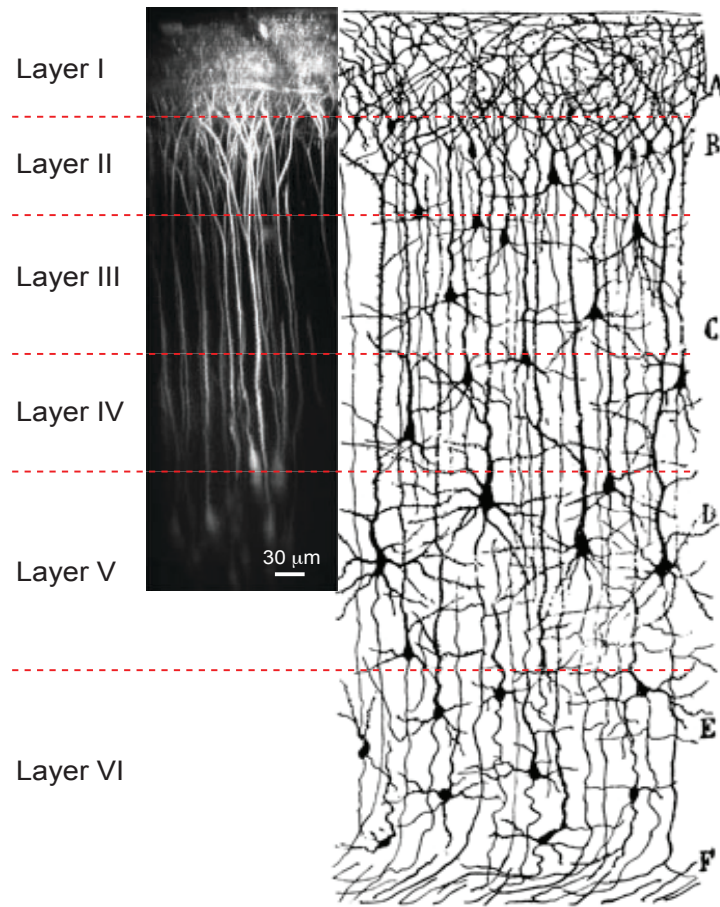 Layer I
A
B
Layer II
Layer III
C
Layer IV
D
30 μm
Layer V
E
Layer VI
F